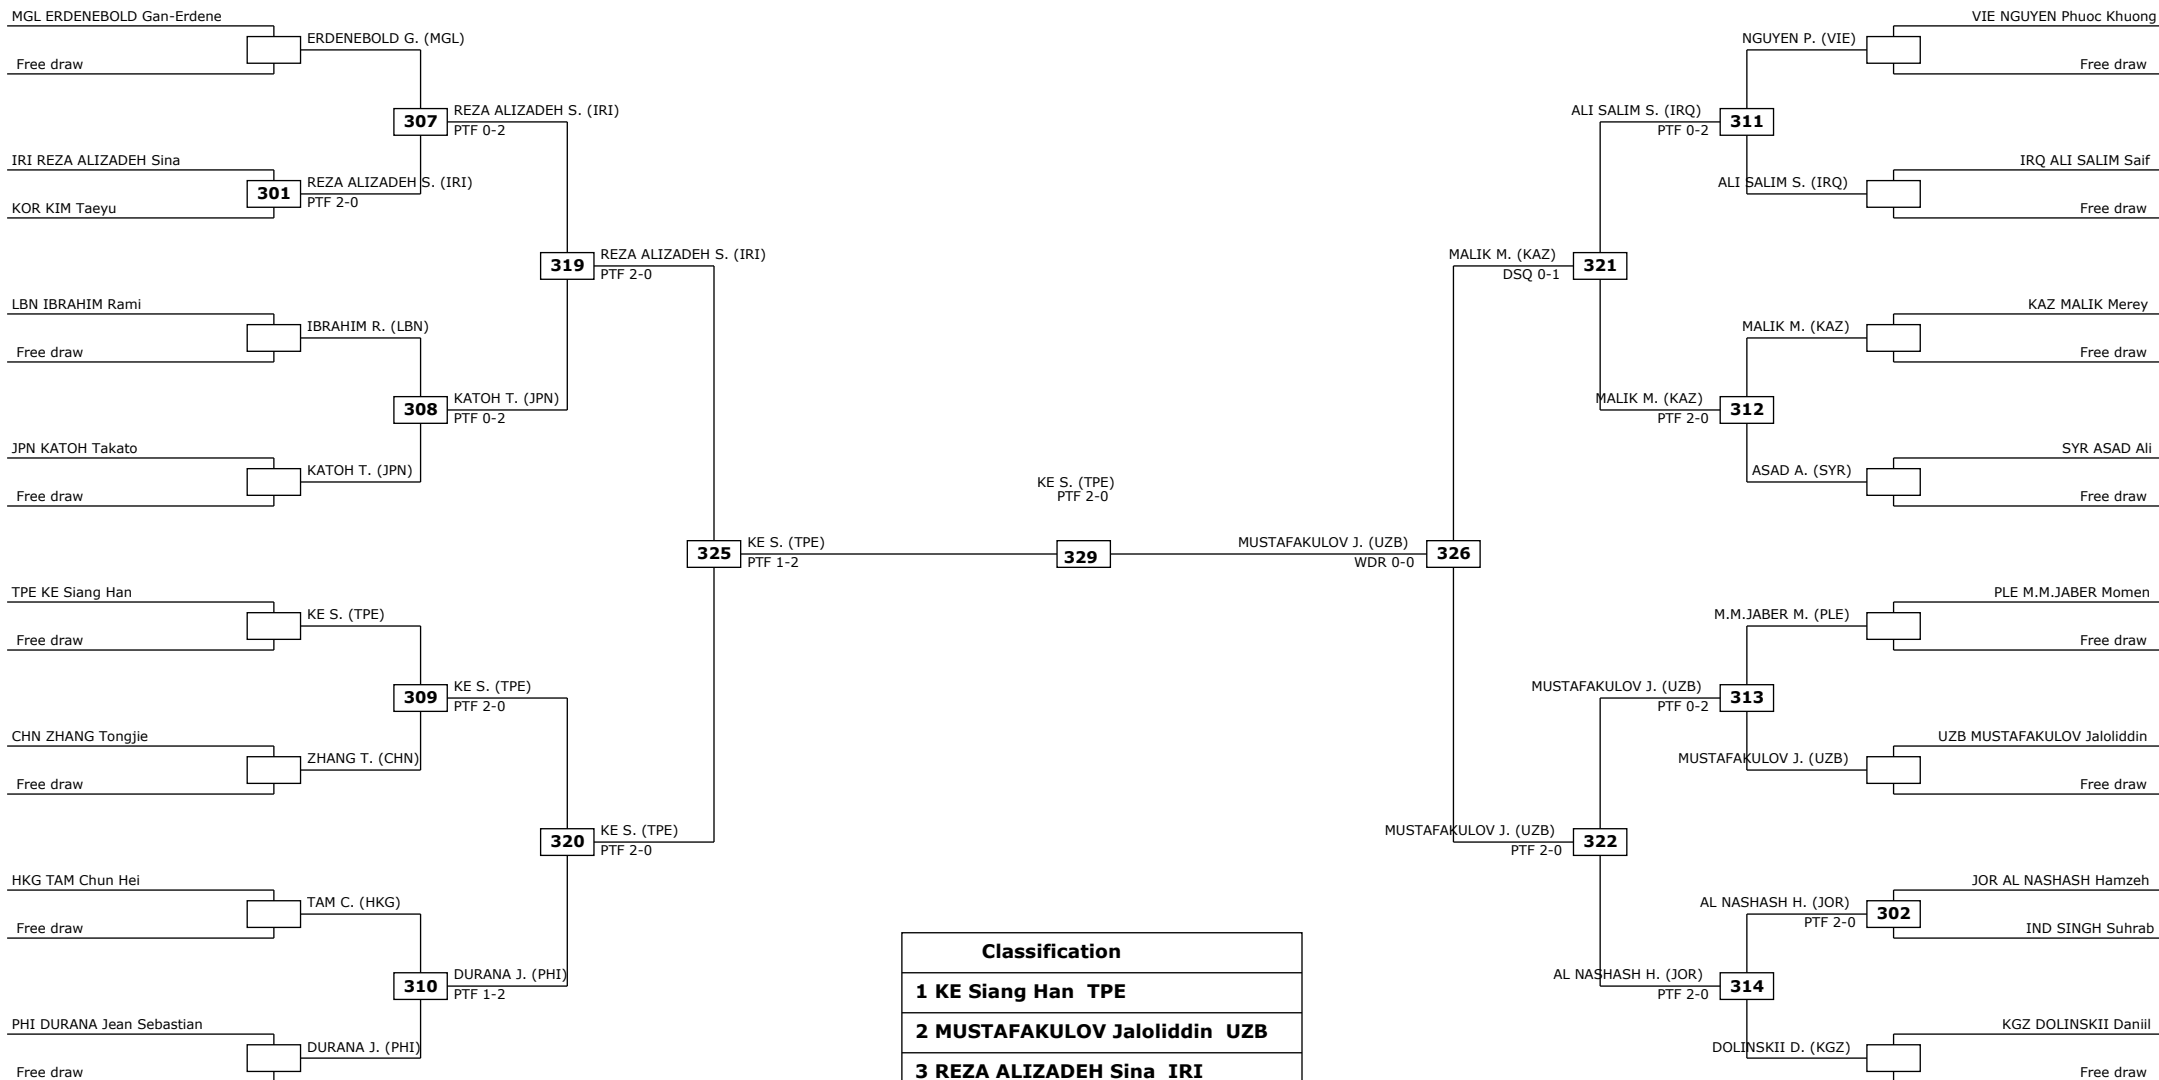 MGL ERDENEBOLD Gan-Erdene
ERDENEBOLD G. (MGL)
Free draw
307
REZA ALIZADEH S. (IRI)
PTF 0-2
IRI REZA ALIZADEH Sina
301
REZA ALIZADEH S. (IRI)
PTF 2-0
KOR KIM Taeyu
319
REZA ALIZADEH S. (IRI)
PTF 2-0
LBN IBRAHIM Rami
IBRAHIM R. (LBN)
Free draw
308
KATOH T. (JPN)
PTF 0-2
JPN KATOH Takato
KATOH T. (JPN)
Free draw
325
KE S. (TPE)
PTF 1-2
TPE KE Siang Han
KE S. (TPE)
Free draw
309
KE S. (TPE)
PTF 2-0
CHN ZHANG Tongjie
ZHANG T. (CHN)
Free draw
320
KE S. (TPE)
PTF 2-0
HKG TAM Chun Hei
TAM C. (HKG)
Free draw
310
DURANA J. (PHI)
PTF 1-2
PHI DURANA Jean Sebastian
DURANA J. (PHI)
Free draw
KE S. (TPE)
PTF 2-0
329
VIE NGUYEN Phuoc Khuong
NGUYEN P. (VIE)
Free draw
ALI SALIM S. (IRQ)
PTF 0-2
311
IRQ ALI SALIM Saif
ALI SALIM S. (IRQ)
Free draw
MALIK M. (KAZ)
DSQ 0-1
321
KAZ MALIK Merey
MALIK M. (KAZ)
Free draw
MALIK M. (KAZ)
PTF 2-0
312
SYR ASAD Ali
ASAD A. (SYR)
Free draw
MUSTAFAKULOV J. (UZB)
WDR 0-0
326
PLE M.M.JABER Momen
M.M.JABER M. (PLE)
Free draw
MUSTAFAKULOV J. (UZB)
PTF 0-2
313
UZB MUSTAFAKULOV Jaloliddin
MUSTAFAKULOV J. (UZB)
Free draw
MUSTAFAKULOV J. (UZB)
PTF 2-0
322
JOR AL NASHASH Hamzeh
AL NASHASH H. (JOR)
PTF 2-0
302
IND SINGH Suhrab
AL NASHASH H. (JOR)
PTF 2-0
314
KGZ DOLINSKII Daniil
DOLINSKII D. (KGZ)
Free draw
Classification
1 KE Siang Han TPE
2 MUSTAFAKULOV Jaloliddin UZB
3 REZA ALIZADEH Sina IRI